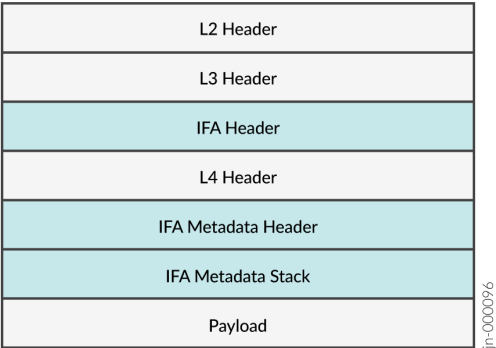 L2 Header
L3 Header
IFA Header
L4 Header
IFA Metadata Header
IFA Metadata Stack
Payload
jn-000096